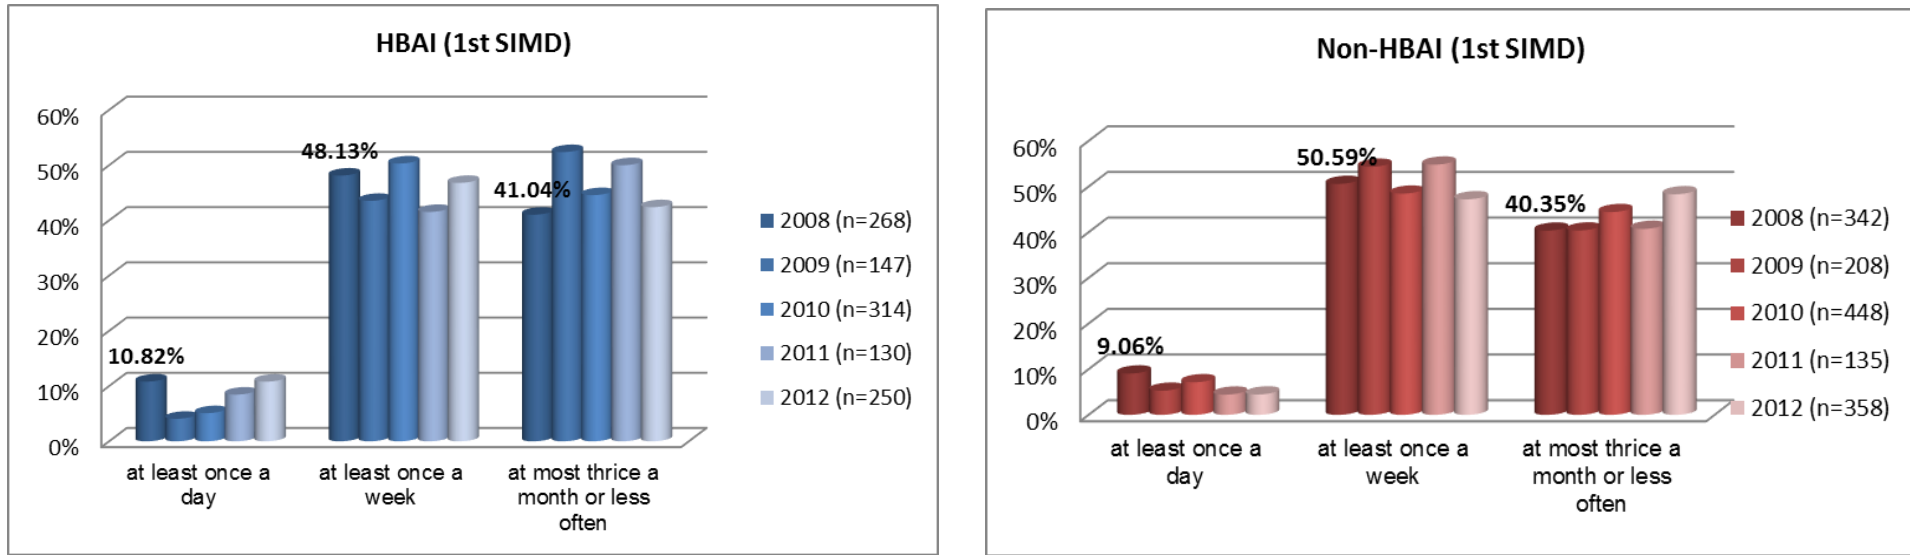 HBAI (1st SIMD)
60%
50%
40%
30%
20%
10%
0%
10.82%
48.13%
41.04%
at least once a
day
at least once a
week
at most thrice a
month or less
often
2008 (n=268)
2009 (n=147)
2010 (n=314)
2011 (n=130)
2012 (n=250)
Non-HBAI (1st SIMD)
60%
50%
40%
30%
20%
10%
0%
9.06%
50.59%
40.35%
at least once a
day
at least once a
week
at most thrice a
month or less
often
2008 (n=342)
2009 (n=208)
2010 (n=448)
2011 (n=135)
2012 (n=358)